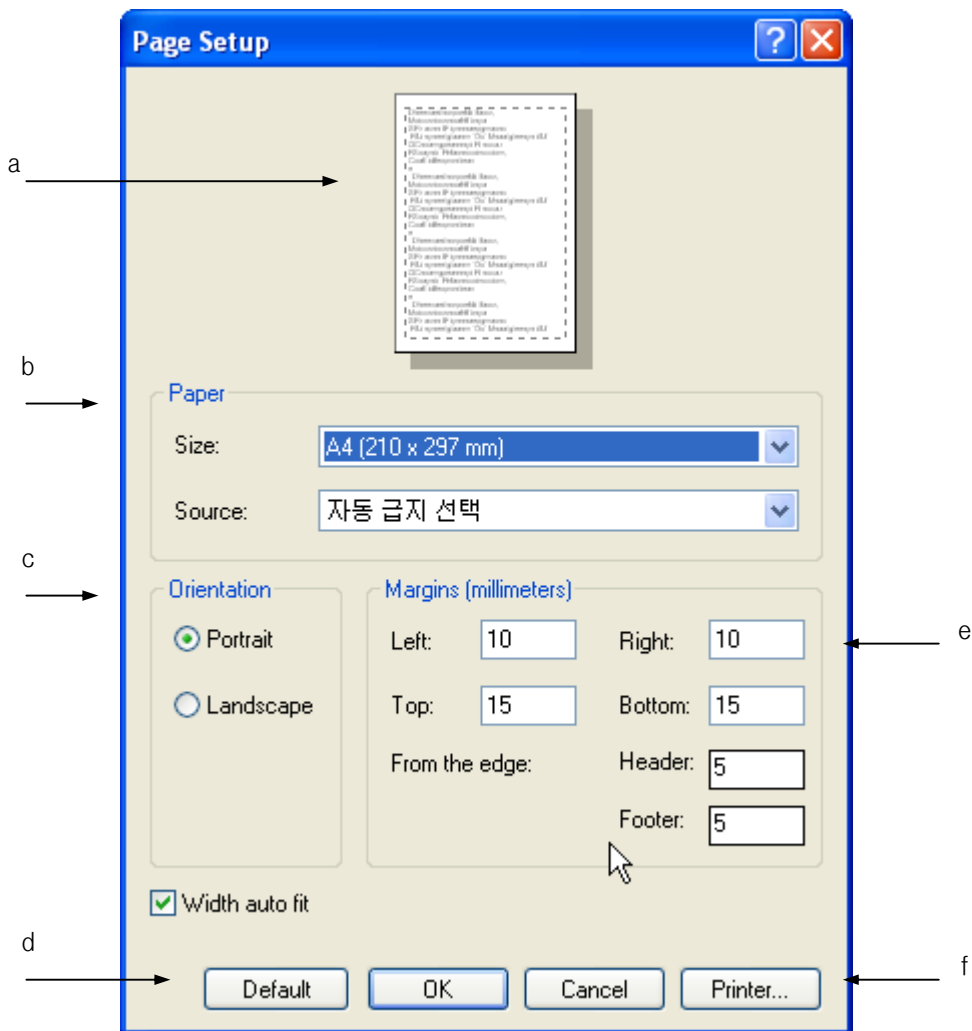 Page Setup
a
b
Paper
Size: A4 (210 x 297 mm)
Source: 자동 급지 선택
c
Orientation
Portrait
Landscape
Margins (millimeters)
Left: 10 Right: 10
e
Top: 15 Bottom: 15
From the edge: Header: 5
Footer: 5
Width auto fit
d
Default OK Cancel Printer...
f